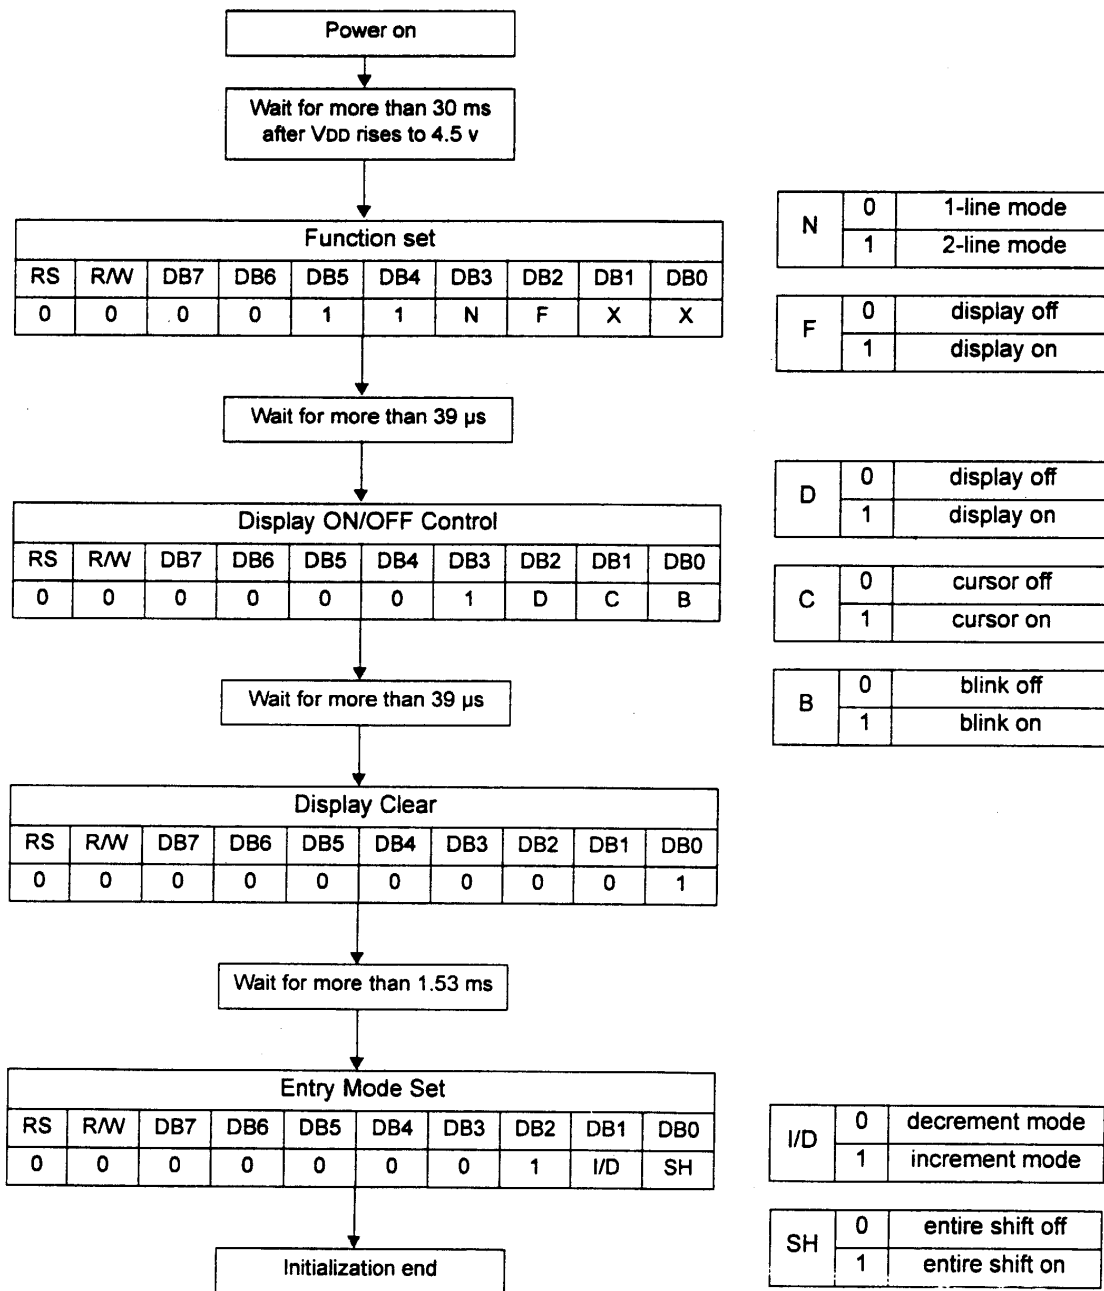 Power on
Wait for more than 30 ms
after VDD rises to 4.5 v
Function set
RS R/W DB7 DB6 DB5 DB4 DB3 DB2 DB1 DB0
0 0 0 0 1 1 N F X X
N 0 1-line mode
1 2-line mode
F 0 display off
1 display on
Wait for more than 39 µs
Display ON/OFF Control
RS R/W DB7 DB6 DB5 DB4 DB3 DB2 DB1 DB0
0 0 0 0 0 0 1 D C B
D 0 display off
1 display on
C 0 cursor off
1 cursor on
B 0 blink off
1 blink on
Wait for more than 39 µs
Display Clear
RS R/W DB7 DB6 DB5 DB4 DB3 DB2 DB1 DB0
0 0 0 0 0 0 0 0 0 1
Wait for more than 1.53 ms
Entry Mode Set
RS R/W DB7 DB6 DB5 DB4 DB3 DB2 DB1 DB0
0 0 0 0 0 0 0 1 I/D SH
I/D 0 decrement mode
1 increment mode
SH 0 entire shift off
1 entire shift on
Initialization end